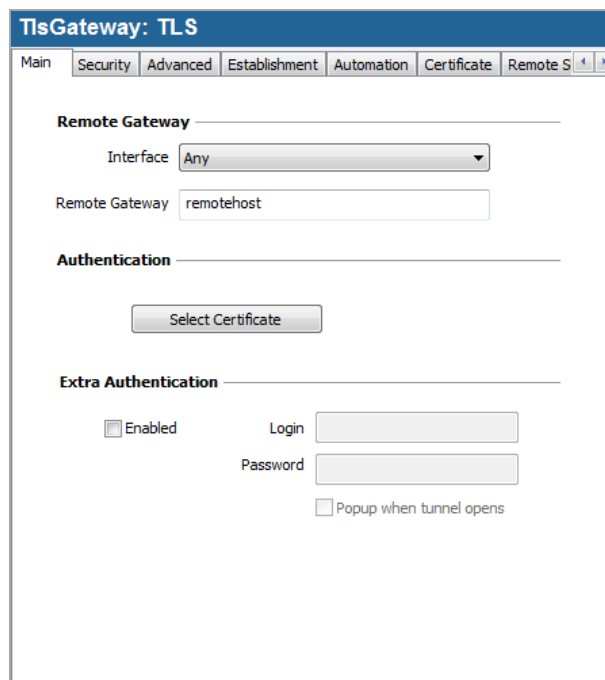 TlsGateway: TLS
Main Security Advanced Establishment Automation Certificate Remote S
Remote Gateway
Interface Any
Remote Gateway remotehost
Authentication
Select Certificate
Extra Authentication
Enabled Login
Password
Popup when tunnel opens